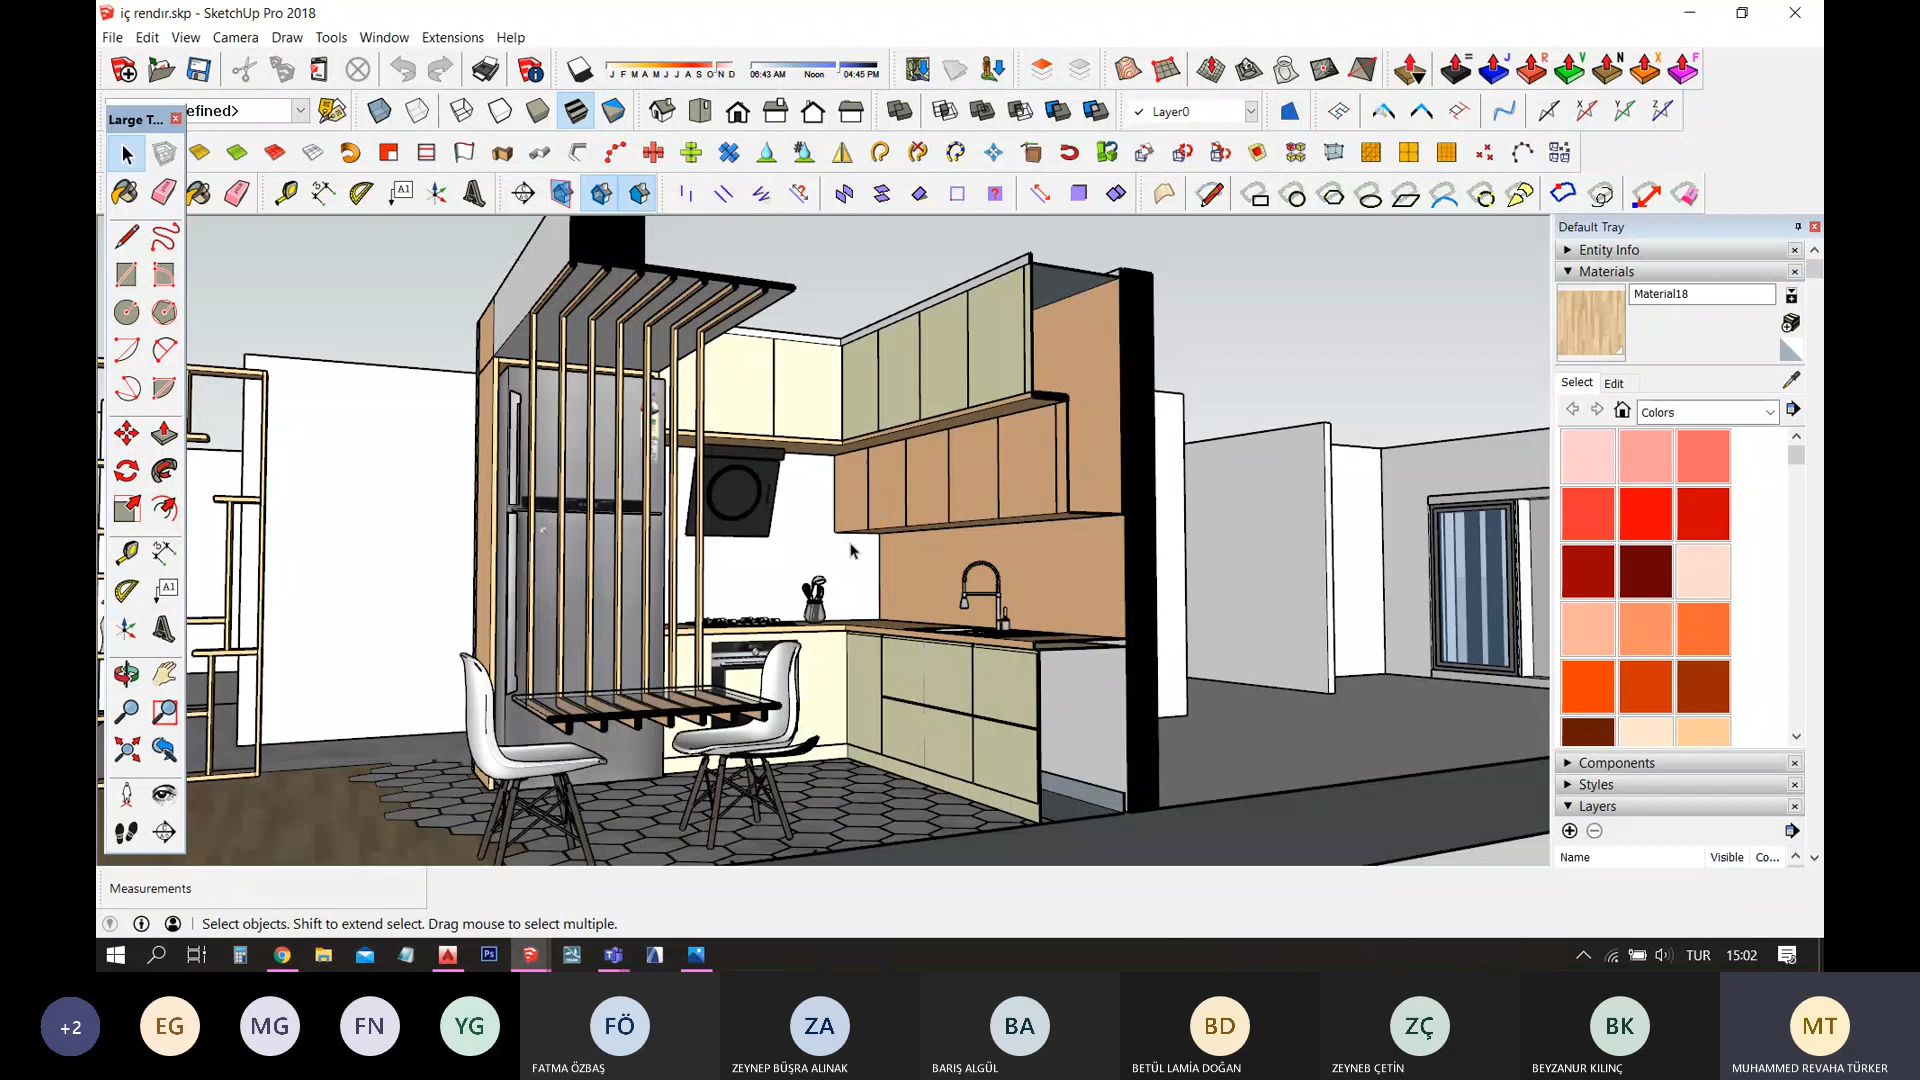 iç rendır.skp - SketchUp Pro 2018
File Edit View Camera Draw Tools Window Extensions Help
J F M A M J J A S O N D 06:43 AM Noon 04:45 PM
= J R V N X F
Large T... efined> Layer0
X Y Z
A1
A1
Default Tray
Entity Info
Materials
Material18
Select Edit
Colors
Components
Styles
Layers
Name Visible Co...
Measurements
Select objects. Shift to extend select. Drag mouse to select multiple.
Ps TUR 15:02
+2 EG MG FN YG FÖ ZA BA BD ZÇ BK MT
FATMA ÖZBAŞ ZEYNEP BÜŞRA ALINAK BARIŞ ALGÜL BETÜL LAMİA DOĞAN ZEYNEB ÇETİN BEYZANUR KILINÇ MUHAMMED REVAHA TÜRKER